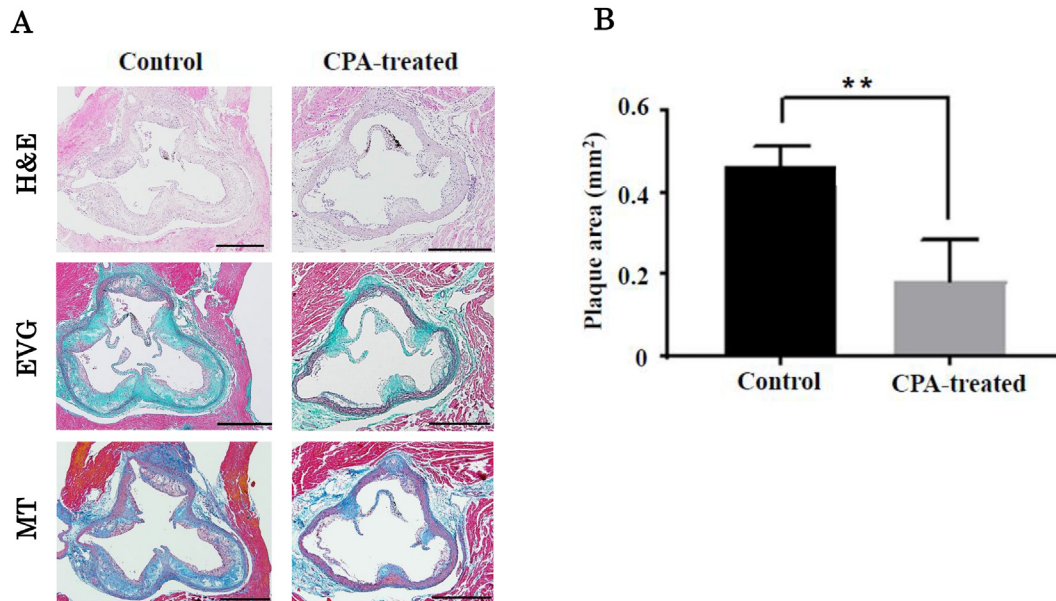 A
Control CPA-treated
H&E
EVG
MT
B
**
Plaque area (mm²)
0.6
0.4
0.2
0
Control CPA-treated